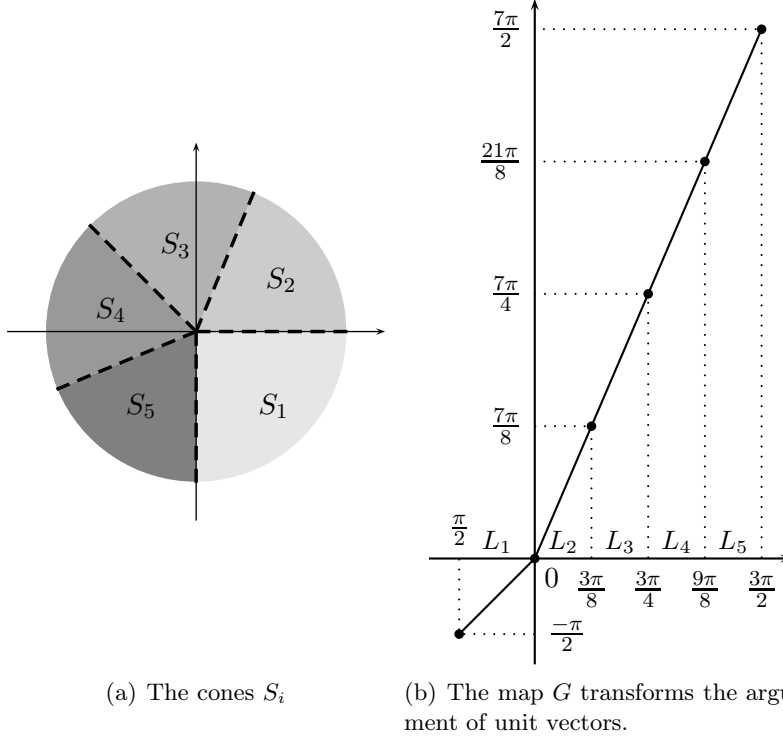 S₃
S₂
S₄
S₅
S₁
7π/2
21π/8
7π/4
7π/8
π/2
L₁ L₂ L₃ L₄ L₅
0 3π/8 3π/4 9π/8 3π/2
-π/2
(a) The cones Sᵢ
(b) The map G transforms the argu-
ment of unit vectors.